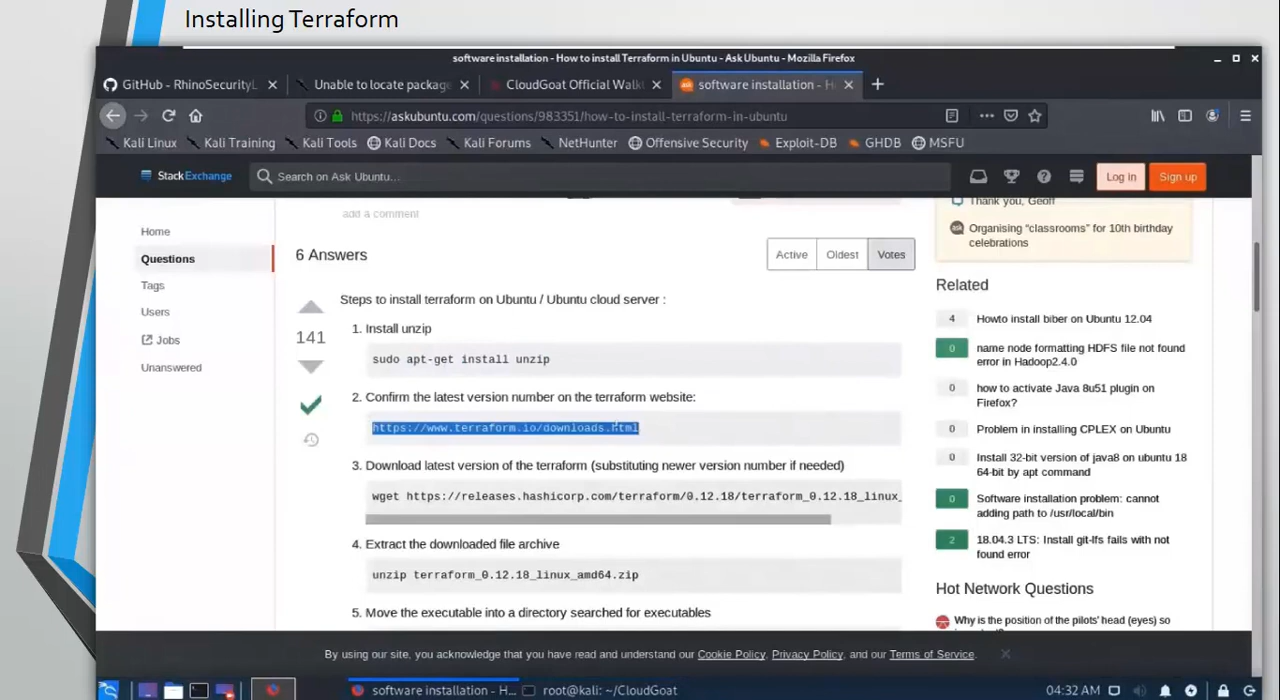 Installing Terraform
software installation - How to install Terraform in Ubuntu - Ask Ubuntu - Mozilla Firefox
GitHub - RhinoSecurityL
Unable to locate package
CloudGoat Official Walk
software installation - H
https://askubuntu.com/questions/983351/how-to-install-terraform-in-ubuntu
Kali Linux Kali Training Kali Tools Kali Docs Kali Forums NetHunter Offensive Security Exploit-DB GHDB MSFU
StackExchange Search on Ask Ubuntu... Log in Sign up
Home
Questions
Tags
Users
Jobs
Unanswered
add a comment
6 Answers
Active Oldest Votes
141
Steps to install terraform on Ubuntu / Ubuntu cloud server :
1. Install unzip
sudo apt-get install unzip
2. Confirm the latest version number on the terraform website:
https://www.terraform.io/downloads.html
3. Download latest version of the terraform (substituting newer version number if needed)
wget https://releases.hashicorp.com/terraform/0.12.18/terraform_0.12.18_linux_
4. Extract the downloaded file archive
unzip terraform_0.12.18_linux_amd64.zip
5. Move the executable into a directory searched for executables
Thank you, Geoff
Organising “classrooms” for 10th birthday
celebrations
Related
4 Howto install biber on Ubuntu 12.04
0 name node formatting HDFS file not found
error in Hadoop2.4.0
0 how to activate Java 8u51 plugin on
Firefox?
0 Problem in installing CPLEX on Ubuntu
0 Install 32-bit version of java8 on ubuntu 18
64-bit by apt command
0 Software installation problem: cannot
adding path to /usr/local/bin
2 18.04.3 LTS: Install git-lfs fails with not
found error
Hot Network Questions
Why is the position of the pilots' head (eyes) so
By using our site, you acknowledge that you have read and understand our Cookie Policy, Privacy Policy, and our Terms of Service.
software installation - H...
root@kali: ~/CloudGoat
04:32 AM